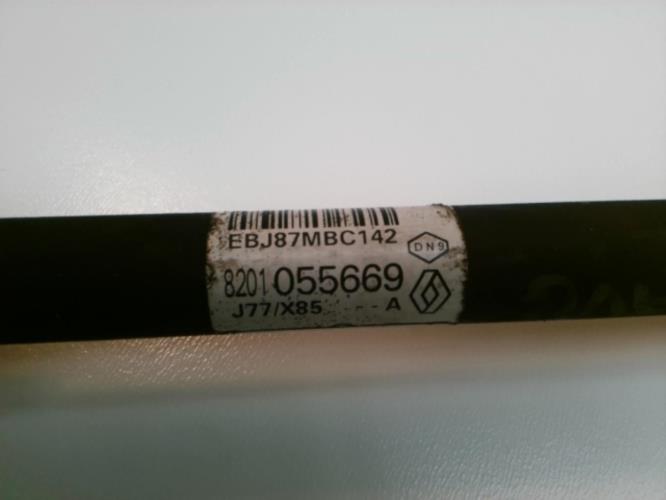 EBJ87MBC142
DN9
8201 055669
J77/X85 --- A